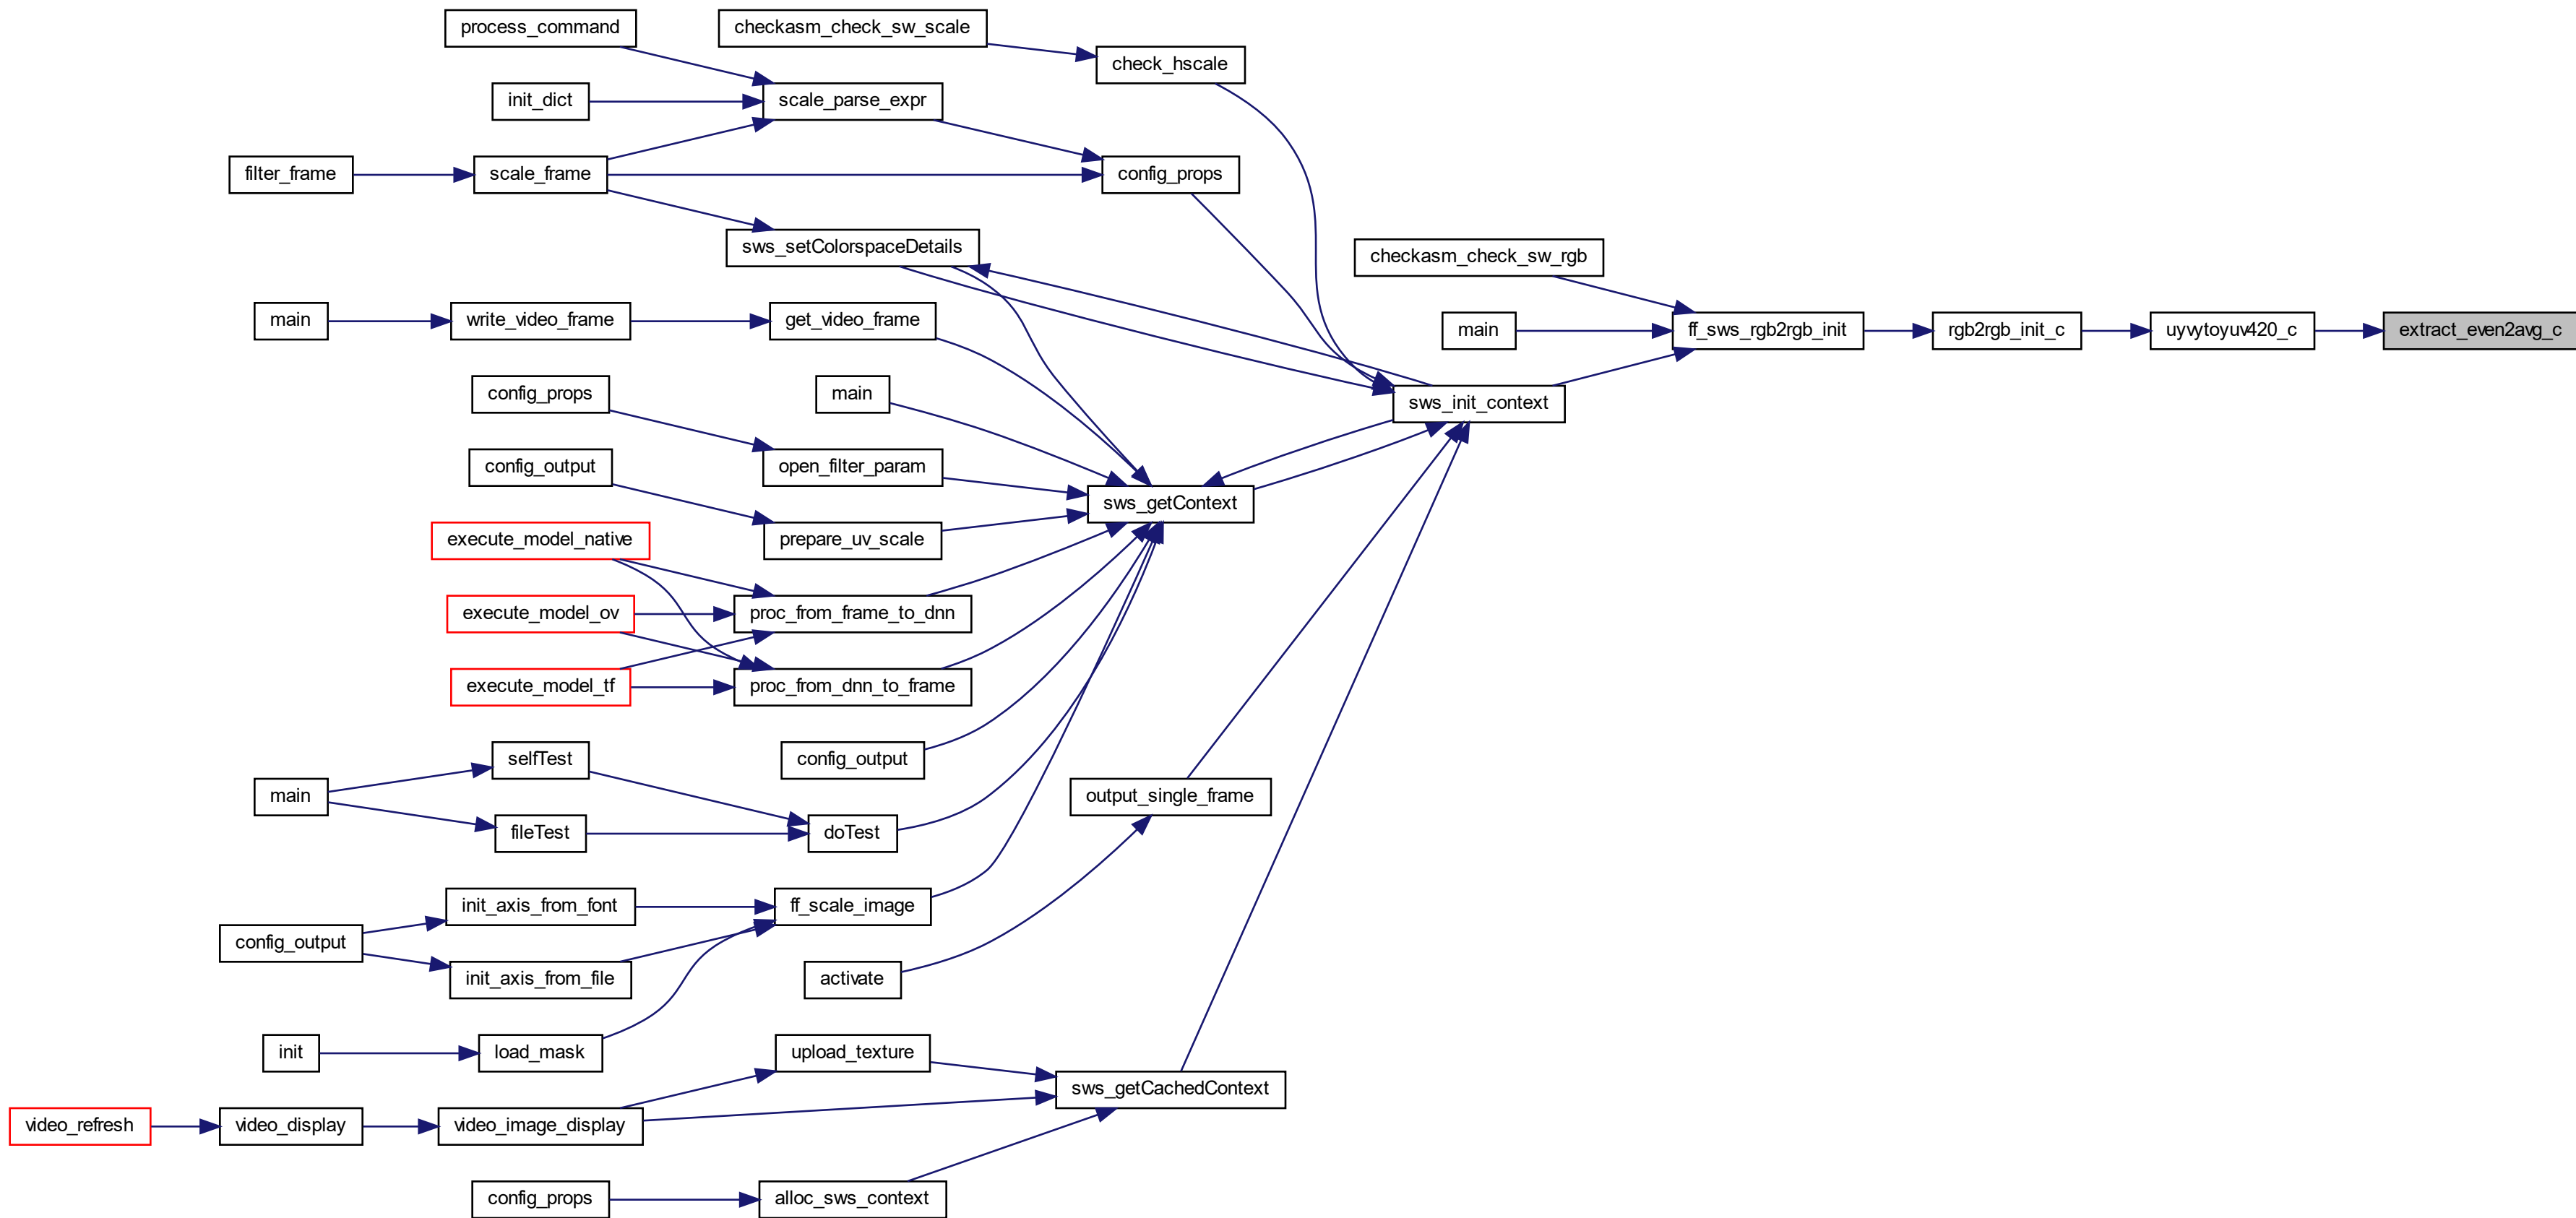 process_command
checkasm_check_sw_scale
check_hscale
init_dict
scale_parse_expr
filter_frame
scale_frame
config_props
sws_setColorspaceDetails
checkasm_check_sw_rgb
main
write_video_frame
get_video_frame
main
ff_sws_rgb2rgb_init
rgb2rgb_init_c
uyvytoyuv420_c
extract_even2avg_c
config_props
main
sws_init_context
config_output
open_filter_param
sws_getContext
execute_model_native
prepare_uv_scale
execute_model_ov
proc_from_frame_to_dnn
execute_model_tf
proc_from_dnn_to_frame
selfTest
config_output
main
output_single_frame
fileTest
doTest
init_axis_from_font
ff_scale_image
config_output
init_axis_from_file
activate
init
load_mask
upload_texture
sws_getCachedContext
video_refresh
video_display
video_image_display
config_props
alloc_sws_context